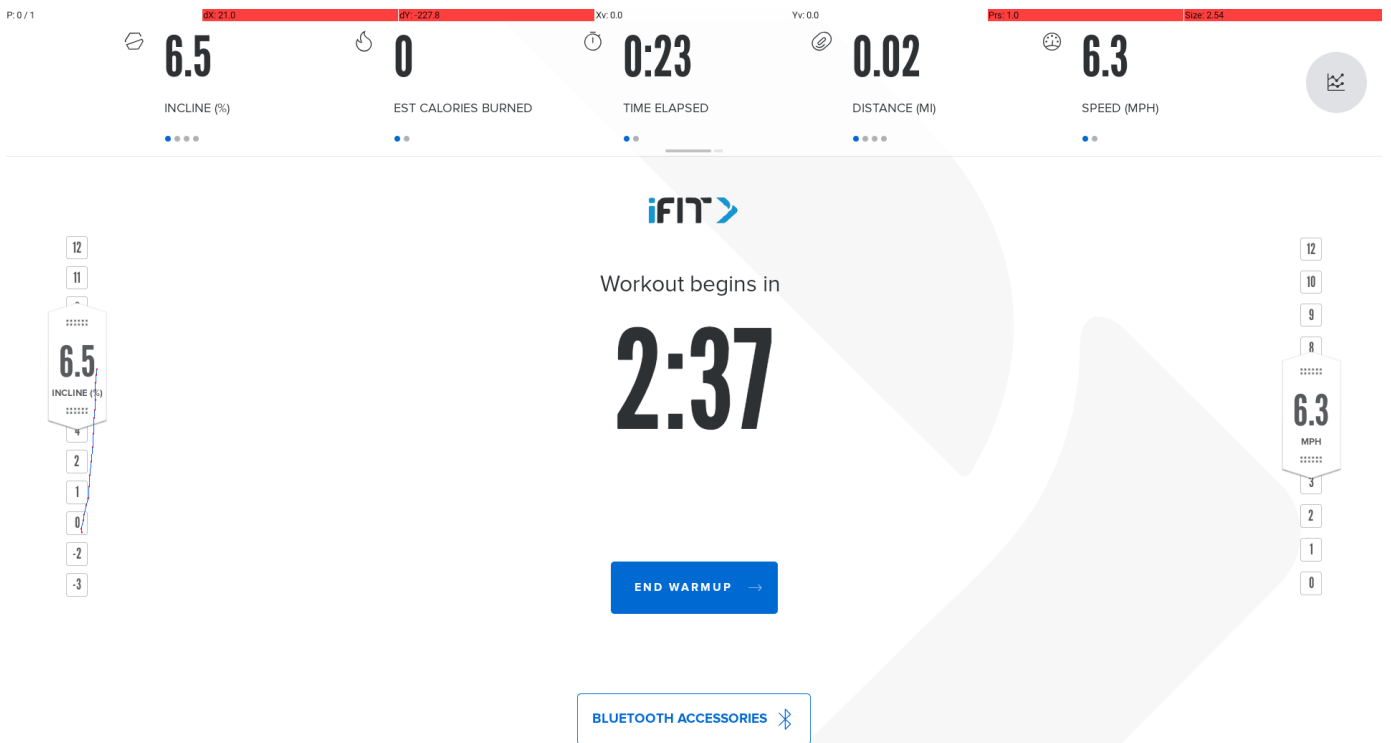 P: 0 / 1 dX: 21.0 dY: -227.8 Xv: 0.0 Yv: 0.0 Prs: 1.0 Size: 2.54
6.5 0 0:23 0.02 6.3
INCLINE (%) EST CALORIES BURNED TIME ELAPSED DISTANCE (MI) SPEED (MPH)
iFIT
Workout begins in
2:37
12
11
6.5
INCLINE (%)
4
2
1
0
-2
-3
12
10
9
8
6.3
MPH
3
2
1
0
END WARMUP
BLUETOOTH ACCESSORIES